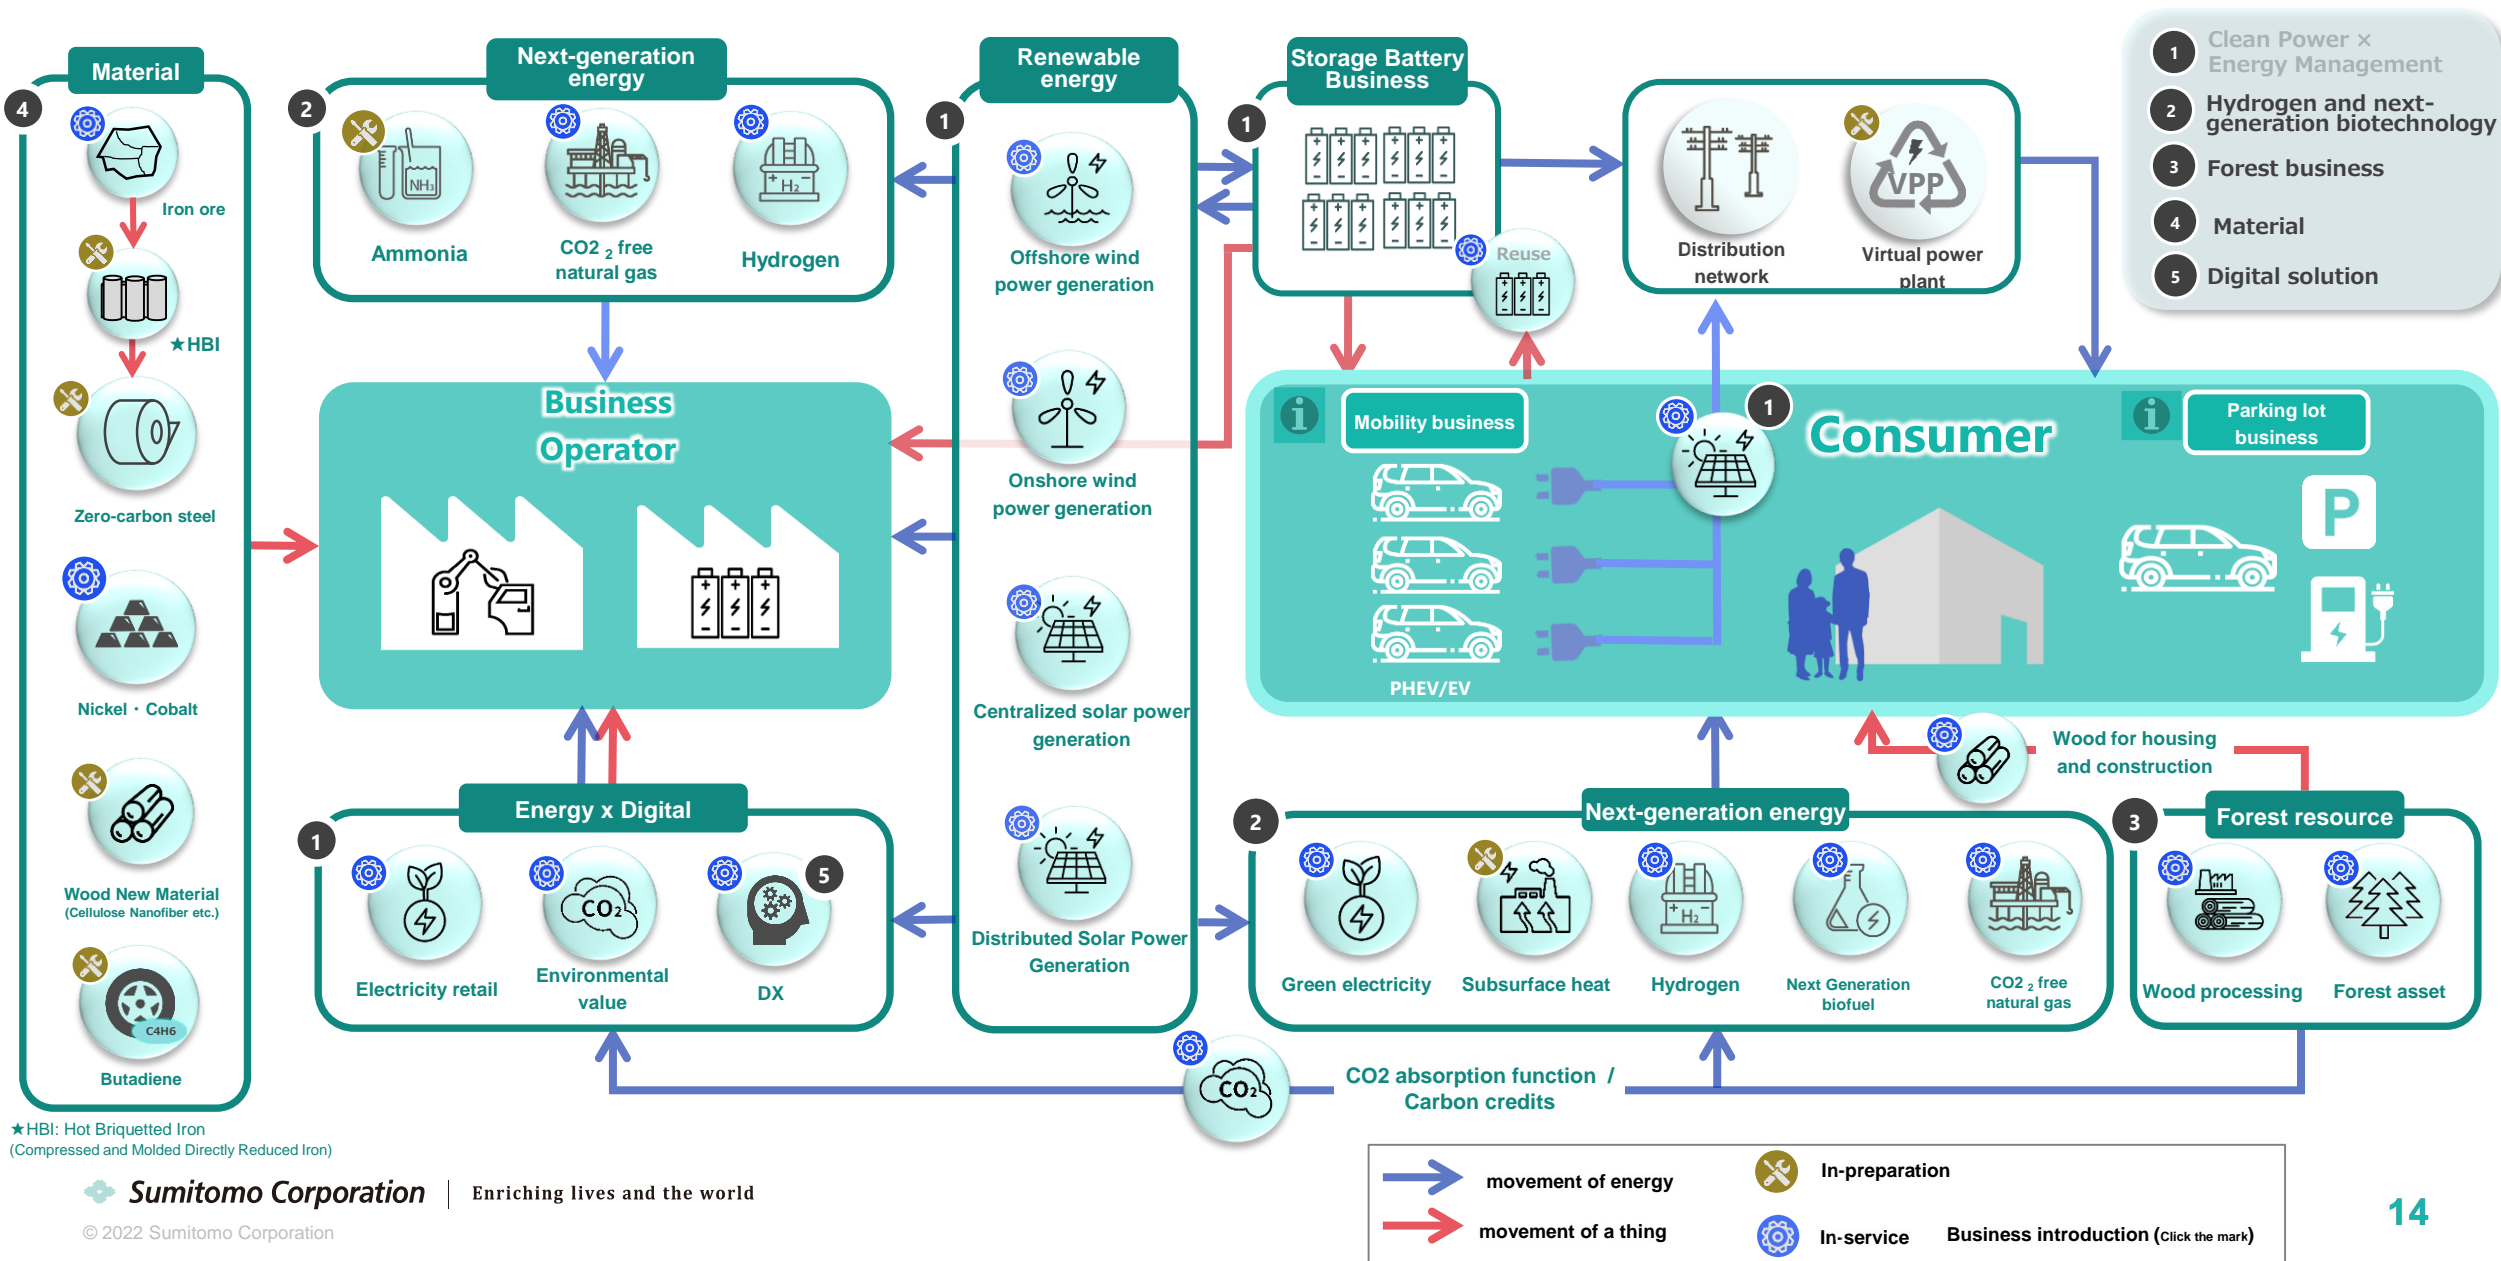 Material
4
Iron ore
★HBI
Zero-carbon steel
Nickel・Cobalt
Wood New Material
(Cellulose Nanofiber etc.)
C4H6
Butadiene
★HBI: Hot Briquetted Iron
(Compressed and Molded Directly Reduced Iron)
Next-generation
energy
2
NH₃
Ammonia
CO2 ₂ free
natural gas
H₂
Hydrogen
Business
Operator
Energy x Digital
1
Electricity retail
CO₂
Environmental
value
5
DX
Renewable
energy
1
Offshore wind
power generation
Onshore wind
power generation
Centralized solar power
generation
Distributed Solar Power
Generation
Storage Battery
Business
1
Reuse
Distribution
network
VPP
Virtual power
plant
1
Clean Power ×
Energy Management
2
Hydrogen and next-
generation biotechnology
3
Forest business
4
Material
5
Digital solution
i
Mobility business
1
Consumer
i
Parking lot
business
P
PHEV/EV
Wood for housing
and construction
Next-generation energy
2
Green electricity
Subsurface heat
H₂
Hydrogen
Next Generation
biofuel
CO2 ₂ free
natural gas
Forest resource
3
Wood processing
Forest asset
CO₂
CO2 absorption function /
Carbon credits
movement of energy
In-preparation
movement of a thing
In-service
Business introduction (Click the mark)
Sumitomo Corporation
Enriching lives and the world
© 2022 Sumitomo Corporation
14